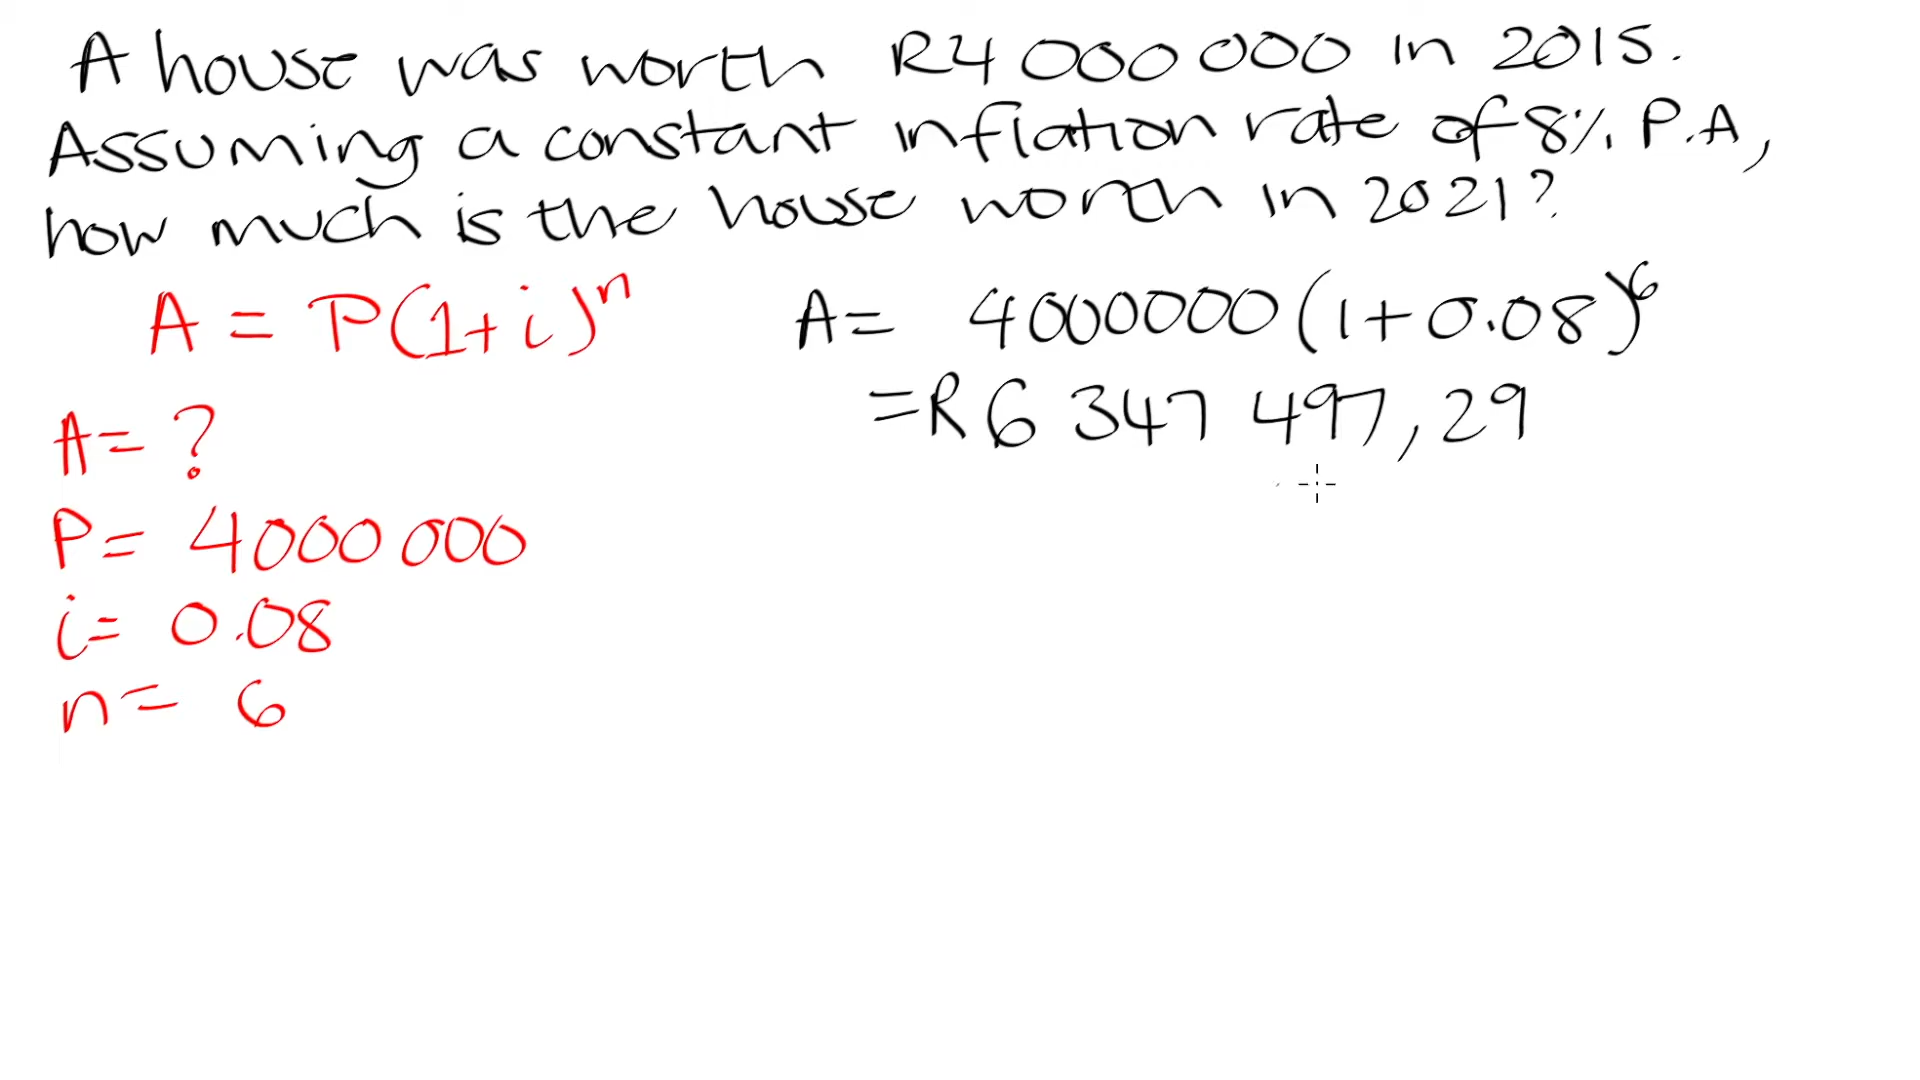 A house was worth R4 000 000 in 2015.
Assuming a constant inflation rate of 8% P.A,
how much is the house worth in 2021?
A = P(1+i)^n
A = 4000000(1+0.08)^6
= R6 347 497,29
A = ?
P = 4000 000
i = 0.08
n = 6